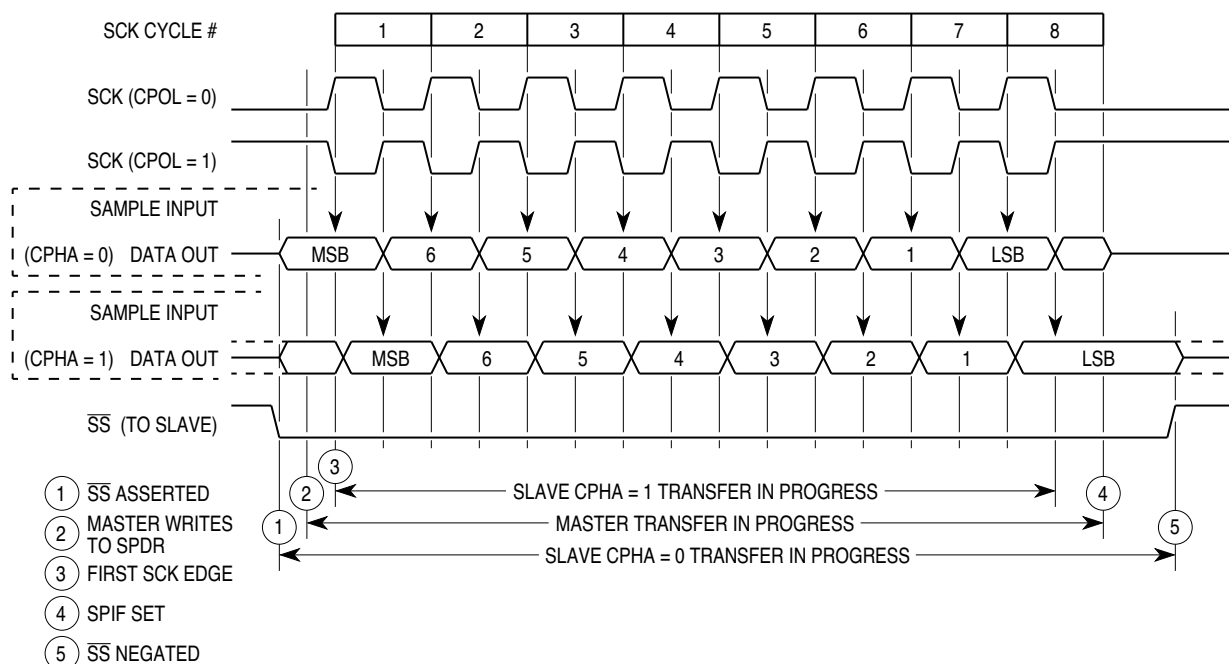 SCK CYCLE # 1 2 3 4 5 6 7 8
SCK (CPOL = 0)
SCK (CPOL = 1)
SAMPLE INPUT
(CPHA = 0) DATA OUT MSB 6 5 4 3 2 1 LSB
SAMPLE INPUT
(CPHA = 1) DATA OUT MSB 6 5 4 3 2 1 LSB
S̅S̅ (TO SLAVE)
3
1 S̅S̅ ASSERTED
2 SLAVE CPHA = 1 TRANSFER IN PROGRESS 4
2 MASTER WRITES
TO SPDR
1 MASTER TRANSFER IN PROGRESS 5
SLAVE CPHA = 0 TRANSFER IN PROGRESS
3 FIRST SCK EDGE
4 SPIF SET
5 S̅S̅ NEGATED